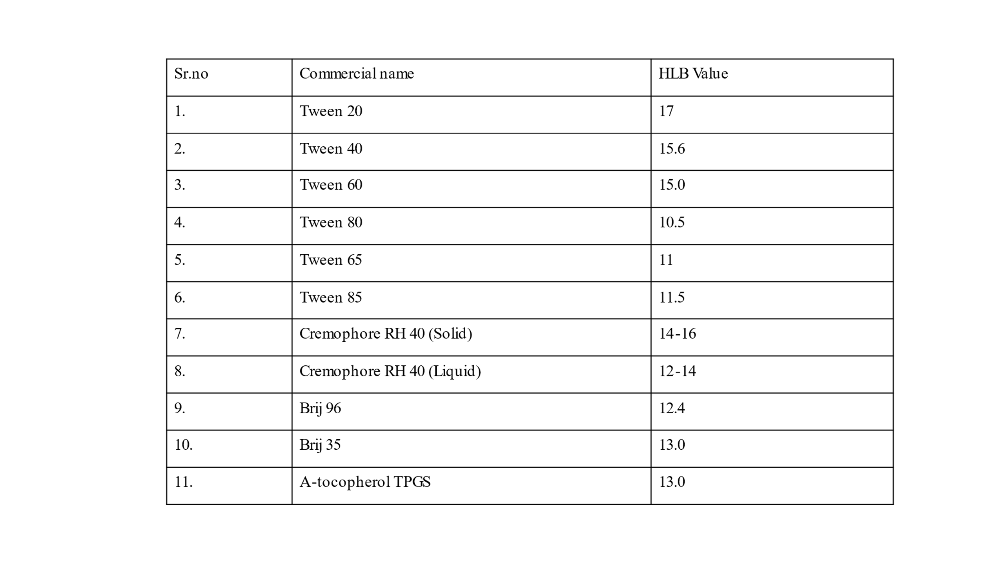 Sr.no Commercial name HLB Value
1. Tween 20 17
2. Tween 40 15.6
3. Tween 60 15.0
4. Tween 80 10.5
5. Tween 65 11
6. Tween 85 11.5
7. Cremophore RH 40 (Solid) 14-16
8. Cremophore RH 40 (Liquid) 12-14
9. Brij 96 12.4
10. Brij 35 13.0
11. A-tocopherol TPGS 13.0